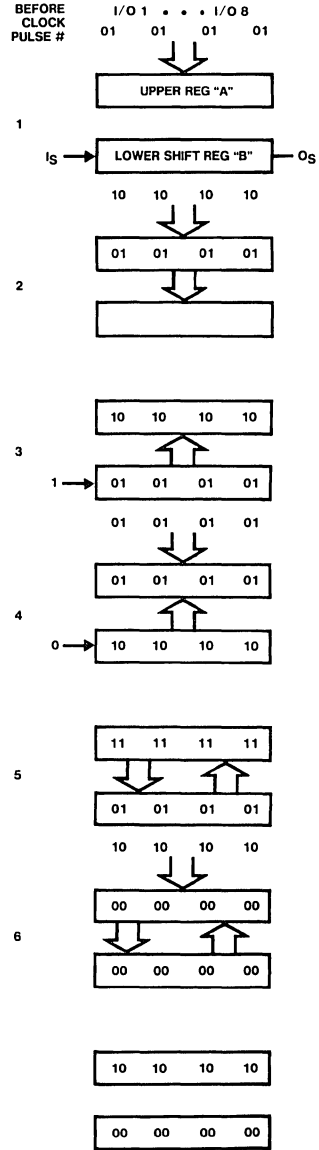 BEFORE I/O 1 • • • I/O 8
CLOCK 01 01 01 01
PULSE #
UPPER REG "A"
1
IS LOWER SHIFT REG "B" OS
10 10 10 10
01 01 01 01
2
10 10 10 10
3
1 01 01 01 01
01 01 01 01
01 01 01 01
4
0 10 10 10 10
11 11 11 11
5
01 01 01 01
10 10 10 10
00 00 00 00
6
00 00 00 00
10 10 10 10
00 00 00 00